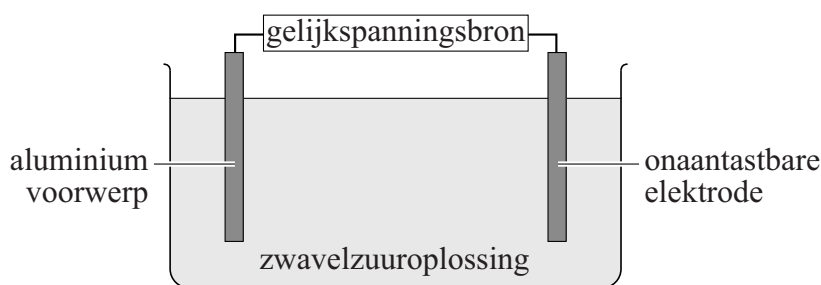 gelijkspanningsbron
aluminium
voorwerp
onaantastbare
elektrode
zwavelzuuroplossing